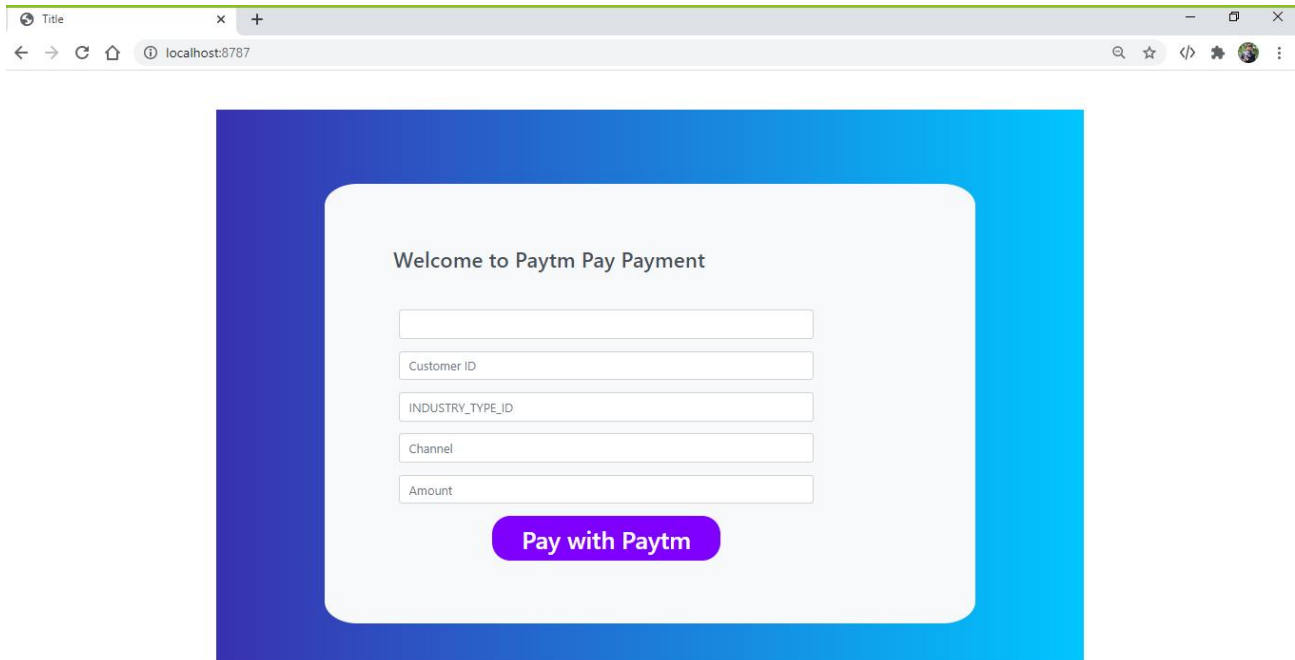 Title
localhost:8787
Welcome to Paytm Pay Payment
Customer ID
INDUSTRY_TYPE_ID
Channel
Amount
Pay with Paytm